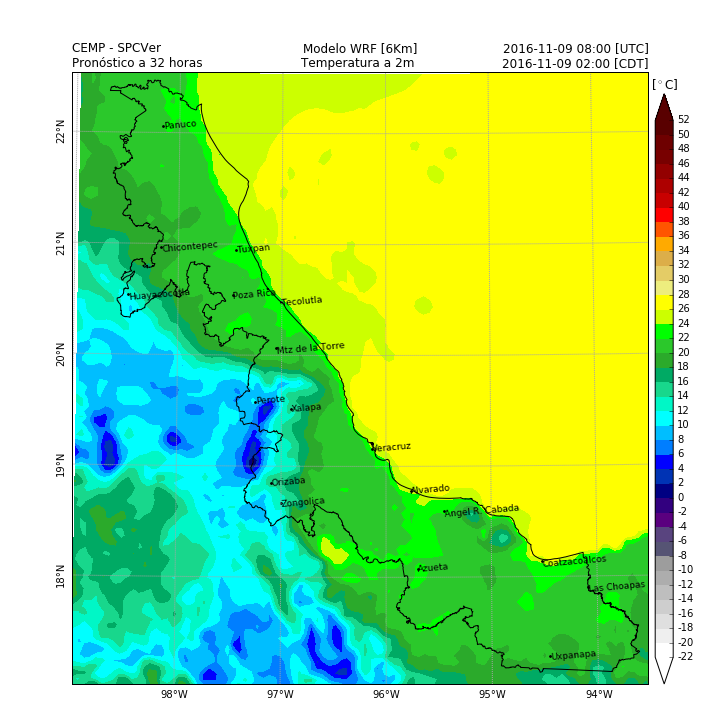 CEMP - SPCVer Modelo WRF [6Km] 2016-11-09 08:00 [UTC]
Pronóstico a 32 horas Temperatura a 2m 2016-11-09 02:00 [CDT]
[°C]
52
50
48
46
44
42
40
38
36
34
32
30
28
26
24
22
20
18
16
14
12
10
8
6
4
2
0
-2
-4
-6
-8
-10
-12
-14
-16
-18
-20
-22
22°N
21°N
20°N
19°N
18°N
Panuco
Chicontepec
Tuxpan
Huayacocotla
Poza Rica
Tecolutla
Mtz de la Torre
Perote
Xalapa
Veracruz
Orizaba
Alvarado
Zongolica
Angel R. Cabada
Azueta
Coatzacoalcos
Las Choapas
Uxpanapa
98°W
97°W
96°W
95°W
94°W